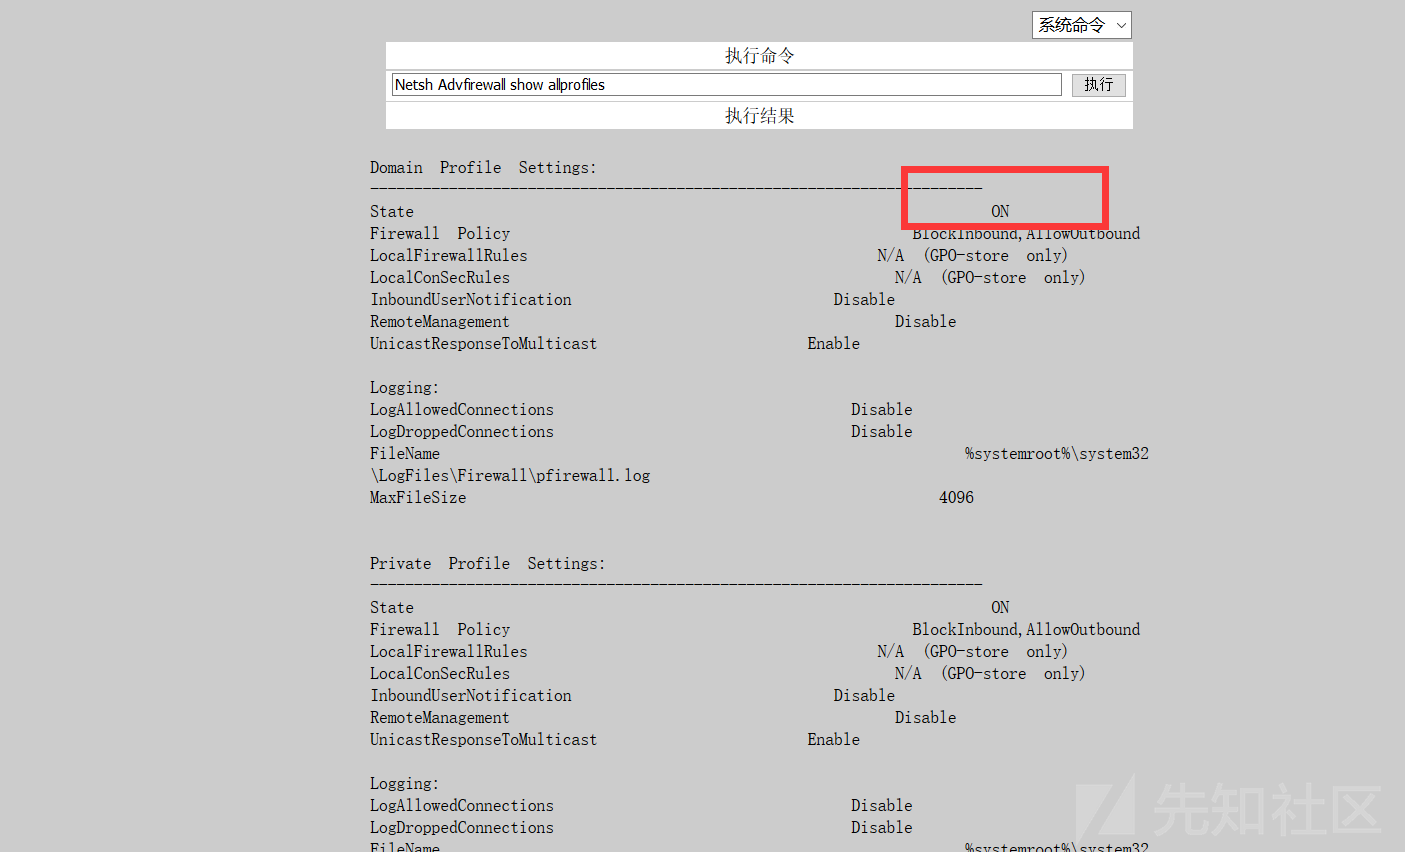 系统命令
执行命令
Netsh Advfirewall show allprofiles 执行
执行结果
Domain Profile Settings:
----------------------------------------------------------------------
State ON
Firewall Policy BlockInbound,AllowOutbound
LocalFirewallRules N/A (GPO-store only)
LocalConSecRules N/A (GPO-store only)
InboundUserNotification Disable
RemoteManagement Disable
UnicastResponseToMulticast Enable
Logging:
LogAllowedConnections Disable
LogDroppedConnections Disable
FileName %systemroot%\system32
\LogFiles\Firewall\pfirewall.log
MaxFileSize 4096
Private Profile Settings:
----------------------------------------------------------------------
State ON
Firewall Policy BlockInbound,AllowOutbound
LocalFirewallRules N/A (GPO-store only)
LocalConSecRules N/A (GPO-store only)
InboundUserNotification Disable
RemoteManagement Disable
UnicastResponseToMulticast Enable
Logging:
LogAllowedConnections Disable
LogDroppedConnections Disable
FileName %systemroot%\system32
先知社区